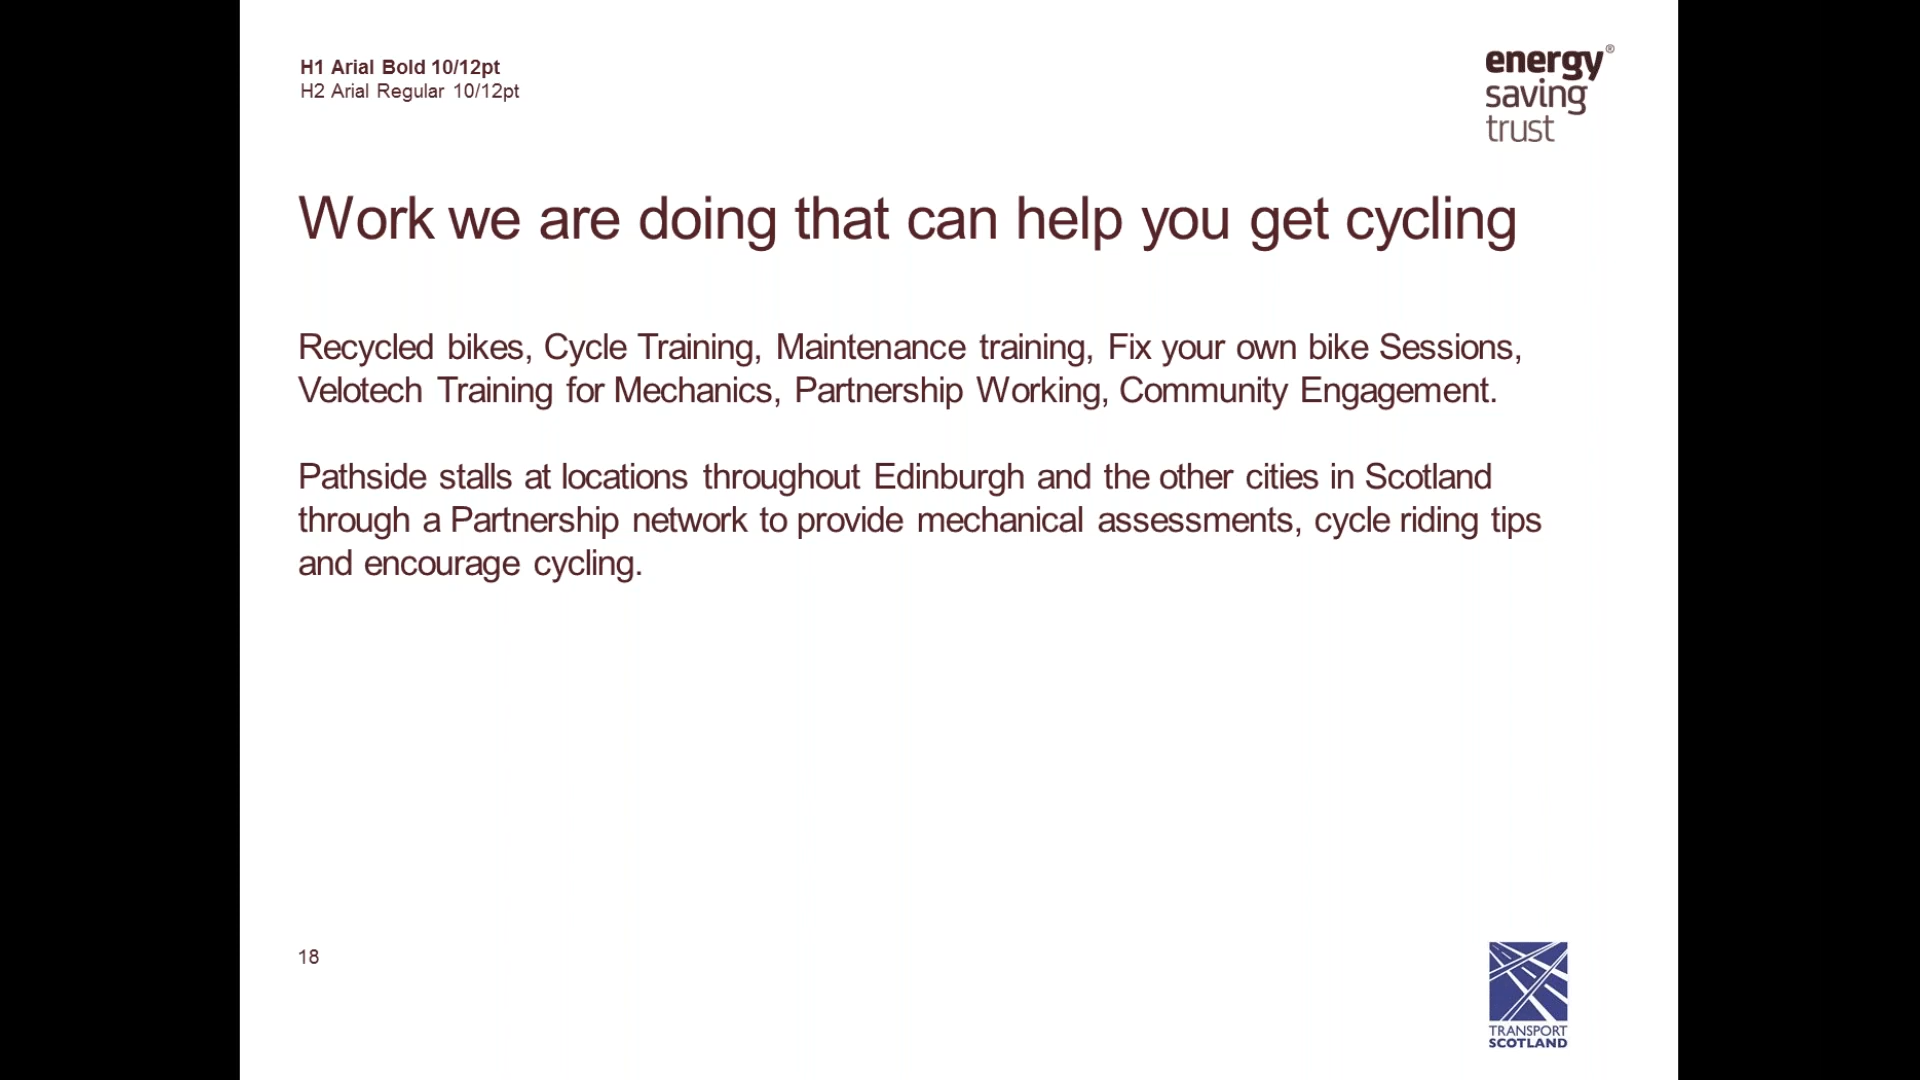 H1 Arial Bold 10/12pt
H2 Arial Regular 10/12pt
energy®
saving
trust
Work we are doing that can help you get cycling
Recycled bikes, Cycle Training, Maintenance training, Fix your own bike Sessions,
Velotech Training for Mechanics, Partnership Working, Community Engagement.
Pathside stalls at locations throughout Edinburgh and the other cities in Scotland
through a Partnership network to provide mechanical assessments, cycle riding tips
and encourage cycling.
18
TRANSPORT
SCOTLAND